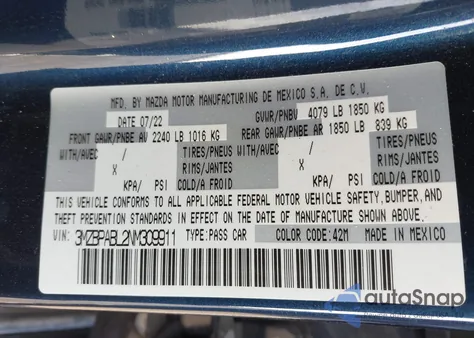 MFD. BY MAZDA MOTOR MANUFACTURING DE MEXICO S.A. DE C.V.
DATE 07/22 GVWR/PNBV 4079 LB 1850 KG
FRONT GAWR/PNBE AV 2240 LB 1016 KG REAR GAWR/PNBE AR 1850 LB 839 KG
WITH/AVEC / TIRES/PNEUS WITH/AVEC / TIRES/PNEUS
X RIMS/JANTES X RIMS/JANTES
KPA/ PSI COLD/A FROID KPA/ PSI COLD/A FROID
THIS VEHICLE CONFORMS TO ALL APPLICABLE FEDERAL MOTOR VEHICLE SAFETY, BUMPER, AND
THEFT PREVENTION STANDARDS IN EFFECT ON THE DATE OF MANUFACTURE SHOWN ABOVE.
VIN: 3MZBPABL2NM309911 TYPE:PASS CAR COLOR CODE:42M MADE IN MEXICO
autoSnap